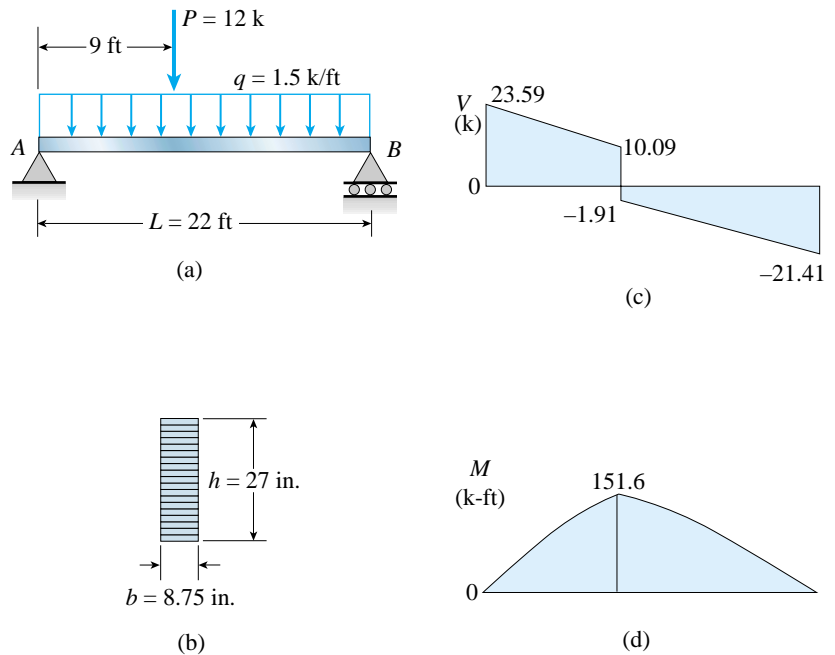 P = 12 k
9 ft
q = 1.5 k/ft
A
B
L = 22 ft
(a)
V
(k)
23.59
10.09
0
–1.91
–21.41
(c)
h = 27 in.
b = 8.75 in.
(b)
M
(k-ft)
151.6
0
(d)